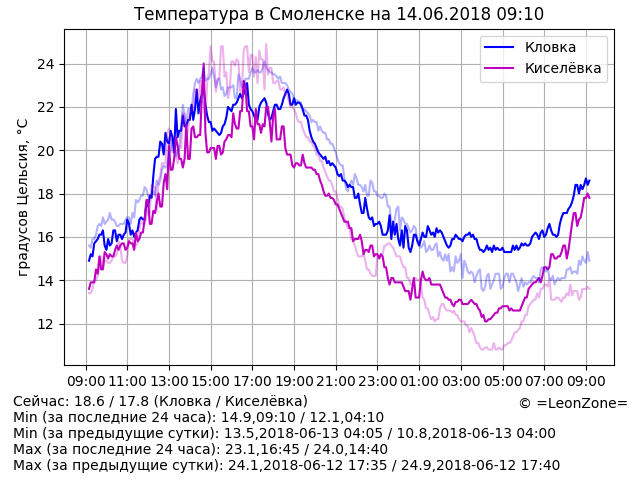 Температура в Смоленске на 14.06.2018 09:10
градусов Цельсия, °C
24
22
20
18
16
14
12
Кловка
Киселёвка
09:00 11:00 13:00 15:00 17:00 19:00 21:00 23:00 01:00 03:00 05:00 07:00 09:00
Сейчас: 18.6 / 17.8 (Кловка / Киселёвка)
© =LeonZone=
Min (за последние 24 часа): 14.9,09:10 / 12.1,04:10
Min (за предыдущие сутки): 13.5,2018-06-13 04:05 / 10.8,2018-06-13 04:00
Max (за последние 24 часа): 23.1,16:45 / 24.0,14:40
Max (за предыдущие сутки): 24.1,2018-06-12 17:35 / 24.9,2018-06-12 17:40